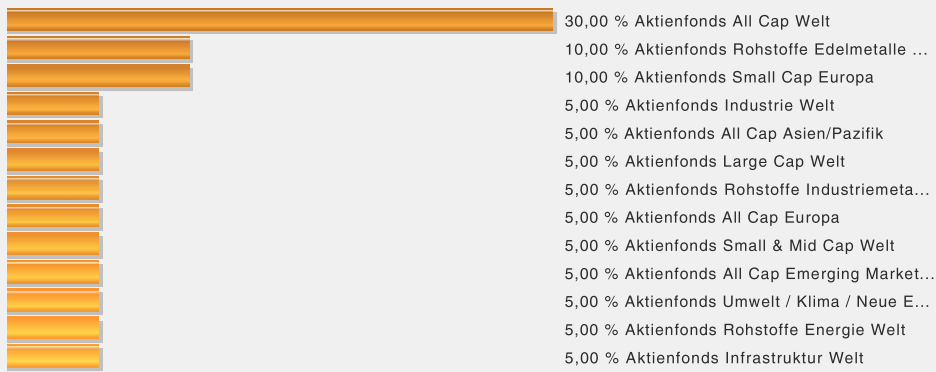 30,00 % Aktienfonds All Cap Welt
10,00 % Aktienfonds Rohstoffe Edelmetalle ...
10,00 % Aktienfonds Small Cap Europa
5,00 % Aktienfonds Industrie Welt
5,00 % Aktienfonds All Cap Asien/Pazifik
5,00 % Aktienfonds Large Cap Welt
5,00 % Aktienfonds Rohstoffe Industriemeta...
5,00 % Aktienfonds All Cap Europa
5,00 % Aktienfonds Small & Mid Cap Welt
5,00 % Aktienfonds All Cap Emerging Market...
5,00 % Aktienfonds Umwelt / Klima / Neue E...
5,00 % Aktienfonds Rohstoffe Energie Welt
5,00 % Aktienfonds Infrastruktur Welt